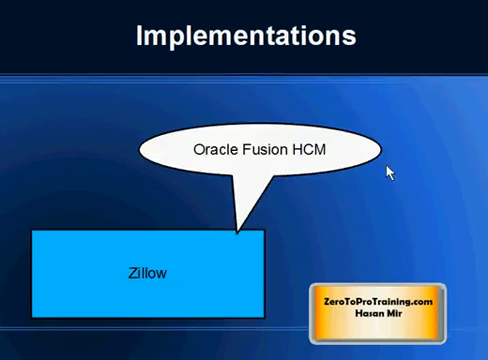 Implementations
Oracle Fusion HCM
Zillow
ZeroToProTraining.com
Hasan Mir